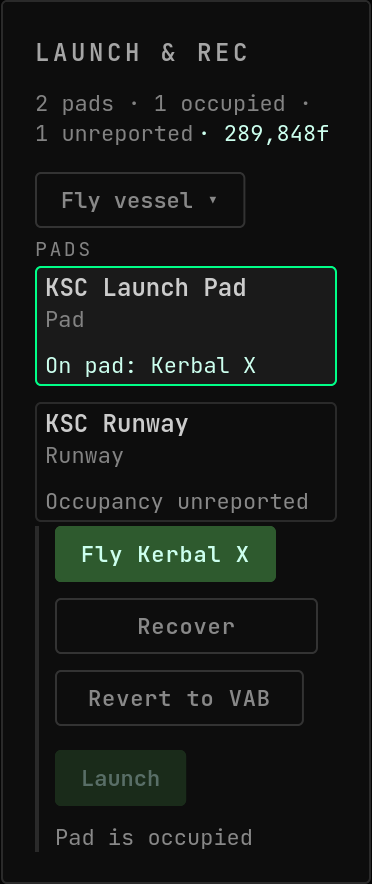 LAUNCH & REC
2 pads · 1 occupied ·
1 unreported · 289,848f
Fly vessel ▾
PADS
KSC Launch Pad
Pad
On pad: Kerbal X
KSC Runway
Runway
Occupancy unreported
Fly Kerbal X
Recover
Revert to VAB
Launch
Pad is occupied